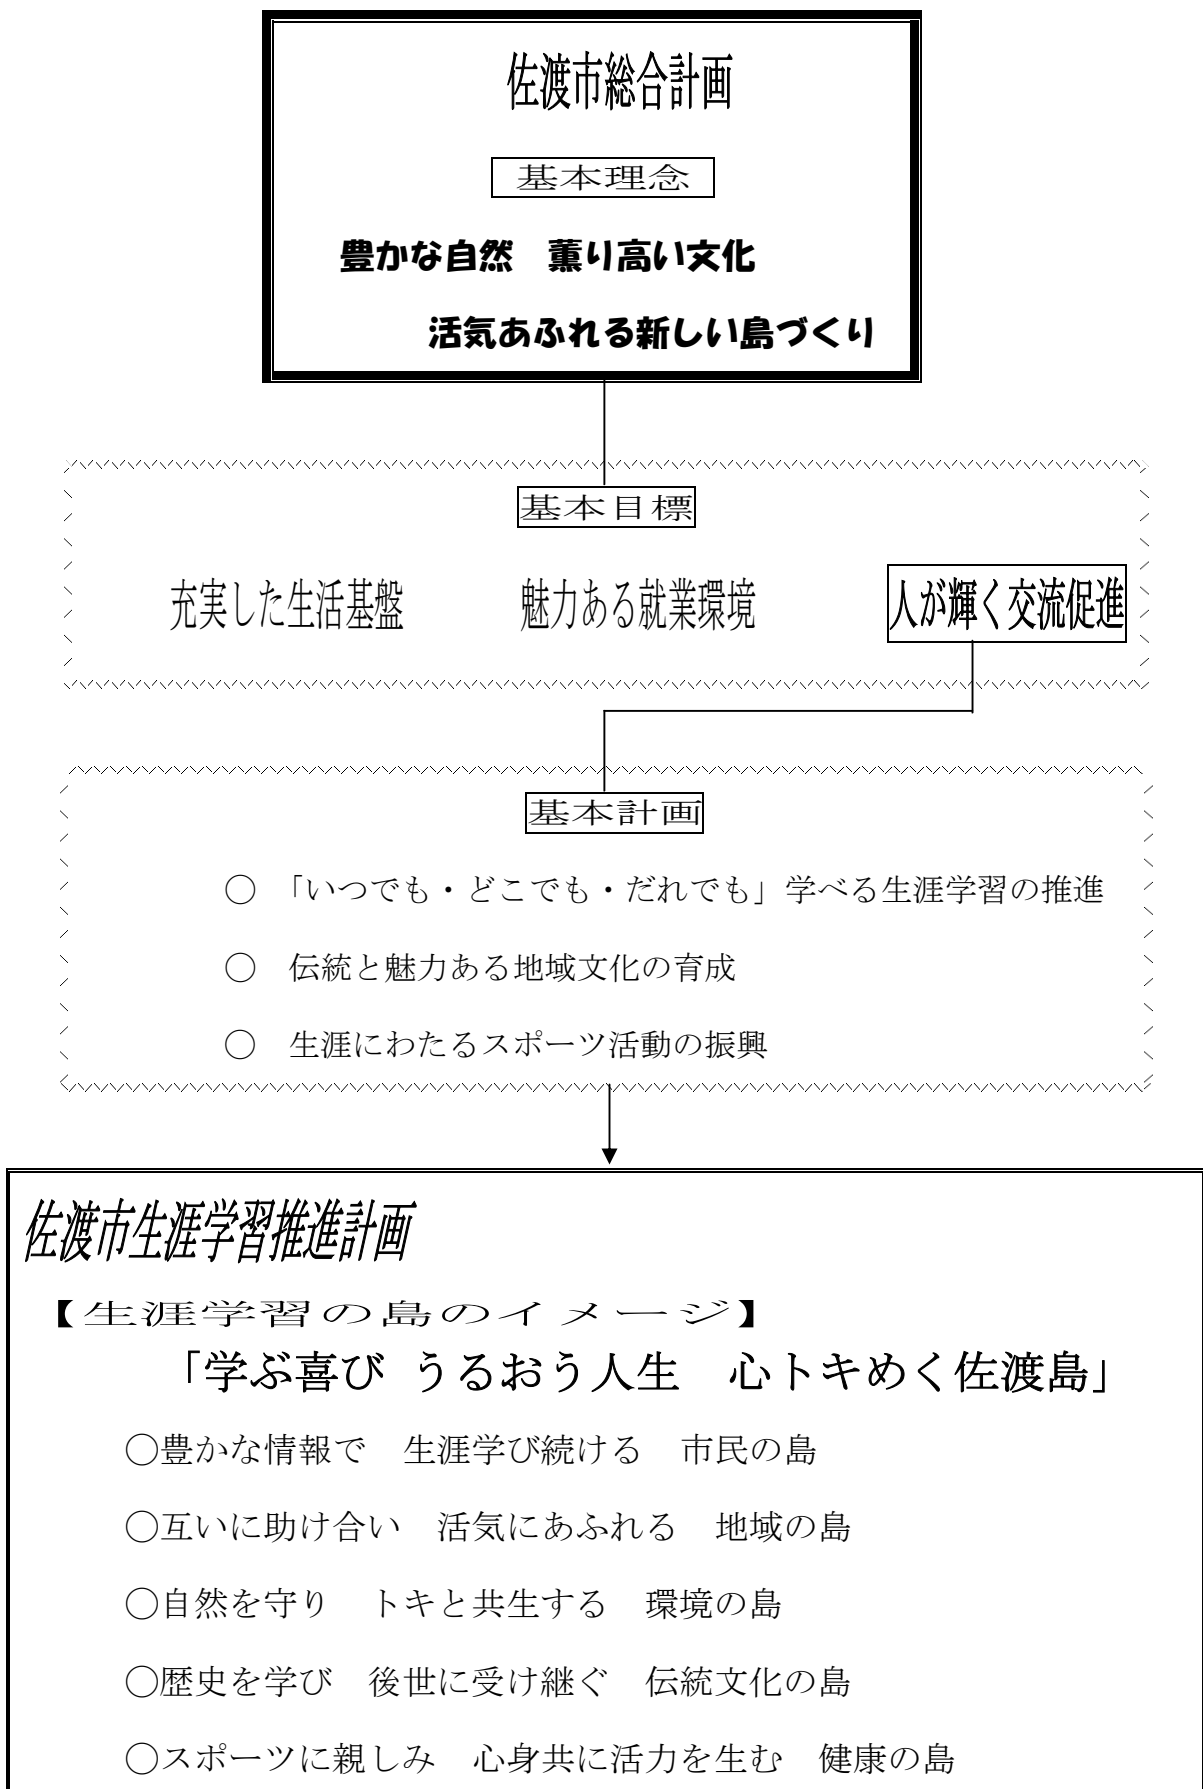 佐渡市総合計画
基本理念
豊かな自然　薫り高い文化
活気あふれる新しい島づくり
基本目標
充実した生活基盤　魅力ある就業環境　人が輝く交流促進
基本計画
○　「いつでも・どこでも・だれでも」学べる生涯学習の推進
○　伝統と魅力ある地域文化の育成
○　生涯にわたるスポーツ活動の振興
佐渡市生涯学習推進計画
【生涯学習の島のイメージ】
「学ぶ喜び　うるおう人生　心トキめく佐渡島」
○豊かな情報で　生涯学び続ける　市民の島
○互いに助け合い　活気にあふれる　地域の島
○自然を守り　トキと共生する　環境の島
○歴史を学び　後世に受け継ぐ　伝統文化の島
○スポーツに親しみ　心身共に活力を生む　健康の島